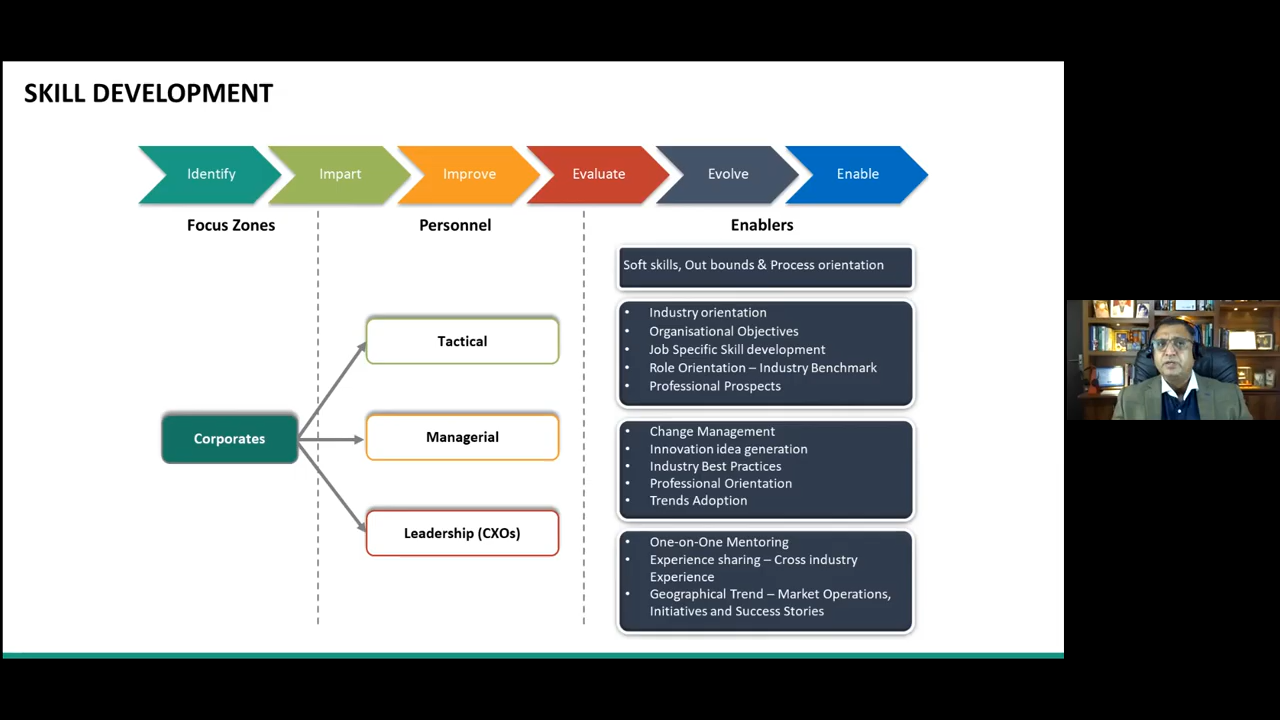 SKILL DEVELOPMENT
Identify
Impart
Improve
Evaluate
Evolve
Enable
Focus Zones
Personnel
Enablers
Soft skills, Out bounds & Process orientation
Tactical
• Industry orientation
• Organisational Objectives
• Job Specific Skill development
• Role Orientation – Industry Benchmark
• Professional Prospects
Corporates
Managerial
• Change Management
• Innovation idea generation
• Industry Best Practices
• Professional Orientation
• Trends Adoption
Leadership (CXOs)
• One-on-One Mentoring
• Experience sharing – Cross industry
Experience
• Geographical Trend – Market Operations,
Initiatives and Success Stories